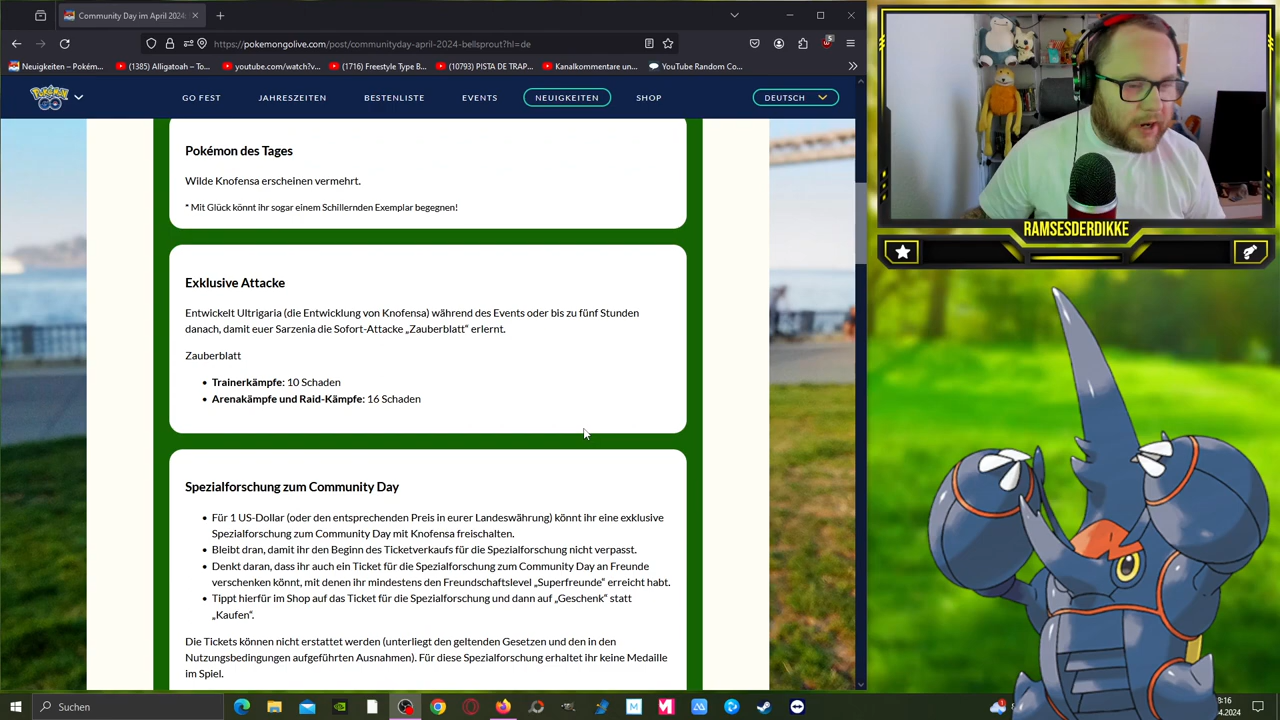 Community Day im April 2024:
https://pokemongolive.com/post/communityday-april-2024-bellsprout?hl=de
5
Neuigkeiten – Pokém…
(1385) Alligatoah – To…
youtube.com/watch?v…
(1716) Freestyle Type B…
(10793) PISTA DE TRAP…
Kanalkommentare un…
YouTube Random Co…
GO FEST
JAHRESZEITEN
BESTENLISTE
EVENTS
NEUIGKEITEN
SHOP
DEUTSCH
Pokémon des Tages
Wilde Knofensa erscheinen vermehrt.
* Mit Glück könnt ihr sogar einem Schillernden Exemplar begegnen!
Exklusive Attacke
Entwickelt Ultrigaria (die Entwicklung von Knofensa) während des Events oder bis zu fünf Stunden
danach, damit euer Sarzenia die Sofort-Attacke „Zauberblatt“ erlernt.
Zauberblatt
• Trainerkämpfe: 10 Schaden
• Arenakämpfe und Raid-Kämpfe: 16 Schaden
Spezialforschung zum Community Day
• Für 1 US-Dollar (oder den entsprechenden Preis in eurer Landeswährung) könnt ihr eine exklusive
Spezialforschung zum Community Day mit Knofensa freischalten.
• Bleibt dran, damit ihr den Beginn des Ticketverkaufs für die Spezialforschung nicht verpasst.
• Denkt daran, dass ihr auch ein Ticket für die Spezialforschung zum Community Day an Freunde
verschenken könnt, mit denen ihr mindestens den Freundschaftslevel „Superfreunde“ erreicht habt.
• Tippt hierfür im Shop auf das Ticket für die Spezialforschung und dann auf „Geschenk“ statt
„Kaufen“.
Die Tickets können nicht erstattet werden (unterliegt den geltenden Gesetzen und den in den
Nutzungsbedingungen aufgeführten Ausnahmen). Für diese Spezialforschung erhaltet ihr keine Medaille
im Spiel.
RAMSESDERDIKKE
Suchen